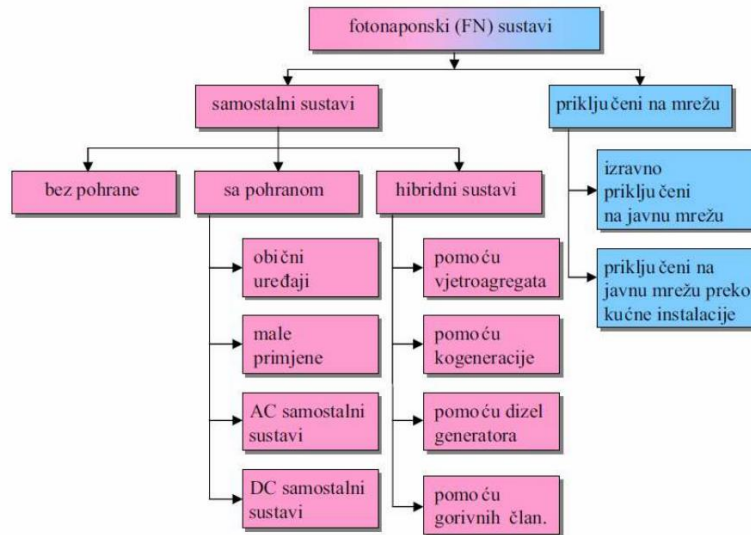 fotonaponski (FN) sustavi
samostalni sustavi
priključeni na mrežu
bez pohrane
sa pohranom
hibridni sustavi
izravno
priključeni
na javnu mrežu
obični
uređaji
pomoću
vjetroagregata
priključeni na
javnu mrežu preko
kućne instalacije
male
primjene
pomoću
kogeneracije
AC samostalni
sustavi
pomoću dizel
generatora
DC samostalni
sustavi
pomoću
gorivnih član.